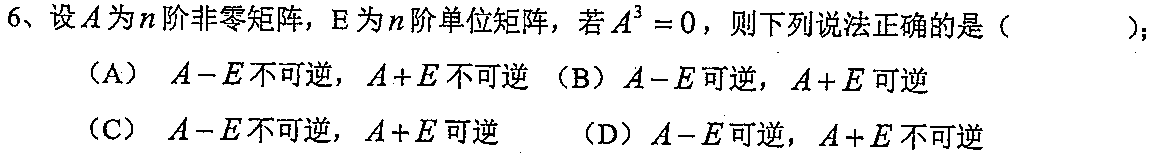 6、设A为n阶非零矩阵，E为n阶单位矩阵，若A³=0，则下列说法正确的是（ ）；
（A） A−E不可逆，A+E不可逆 （B）A−E可逆，A+E可逆
（C） A−E不可逆，A+E可逆 （D）A−E可逆，A+E不可逆